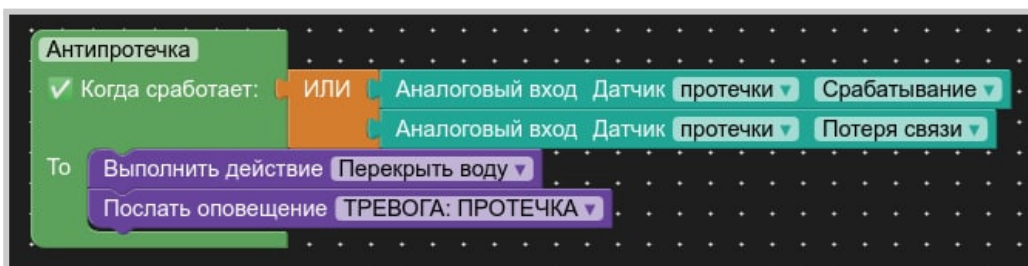 Антипротечка
Когда сработает: ИЛИ Аналоговый вход Датчик протечки Срабатывание
Аналоговый вход Датчик протечки Потеря связи
То Выполнить действие Перекрыть воду
Послать оповещение ТРЕВОГА: ПРОТЕЧКА